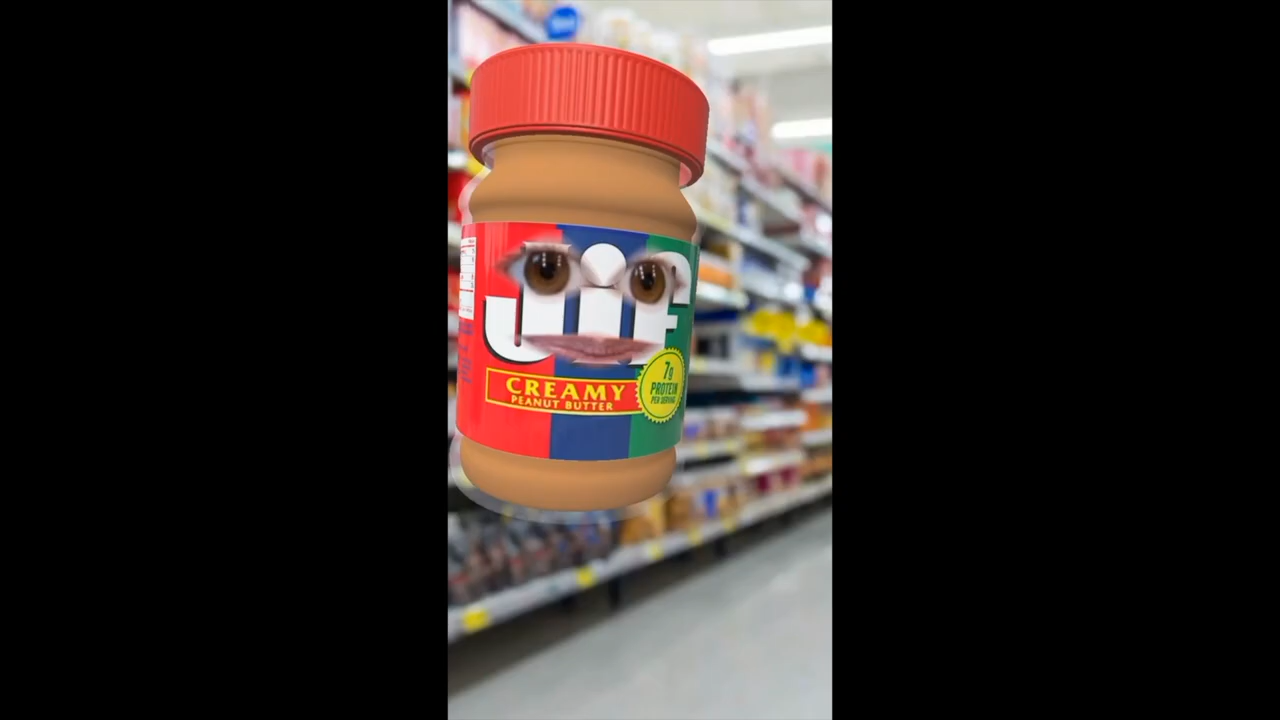 Jif
CREAMY
PEANUT BUTTER
7g
PROTEIN
PER SERVING